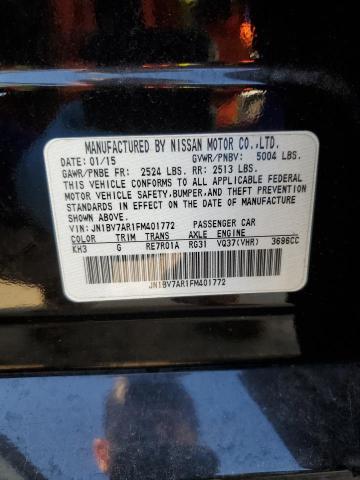 MANUFACTURED BY NISSAN MOTOR CO.,LTD.
DATE: 01/15 GVWR/PNBV: 5004 LBS.
GAWR/PNBE FR: 2524 LBS. RR: 2513 LBS.
THIS VEHICLE CONFORMS TO ALL APPLICABLE FEDERAL
MOTOR VEHICLE SAFETY,BUMPER,AND THEFT PREVENTION
STANDARDS IN EFFECT ON THE DATE OF MANUFACTURE
SHOWN ABOVE.
VIN: JN1BV7AR1FM401772 PASSENGER CAR
COLOR TRIM TRANS AXLE ENGINE
KH3 G RE7R01A RG31 VQ37(VHR) 3696CC
JN1BV7AR1FM401772